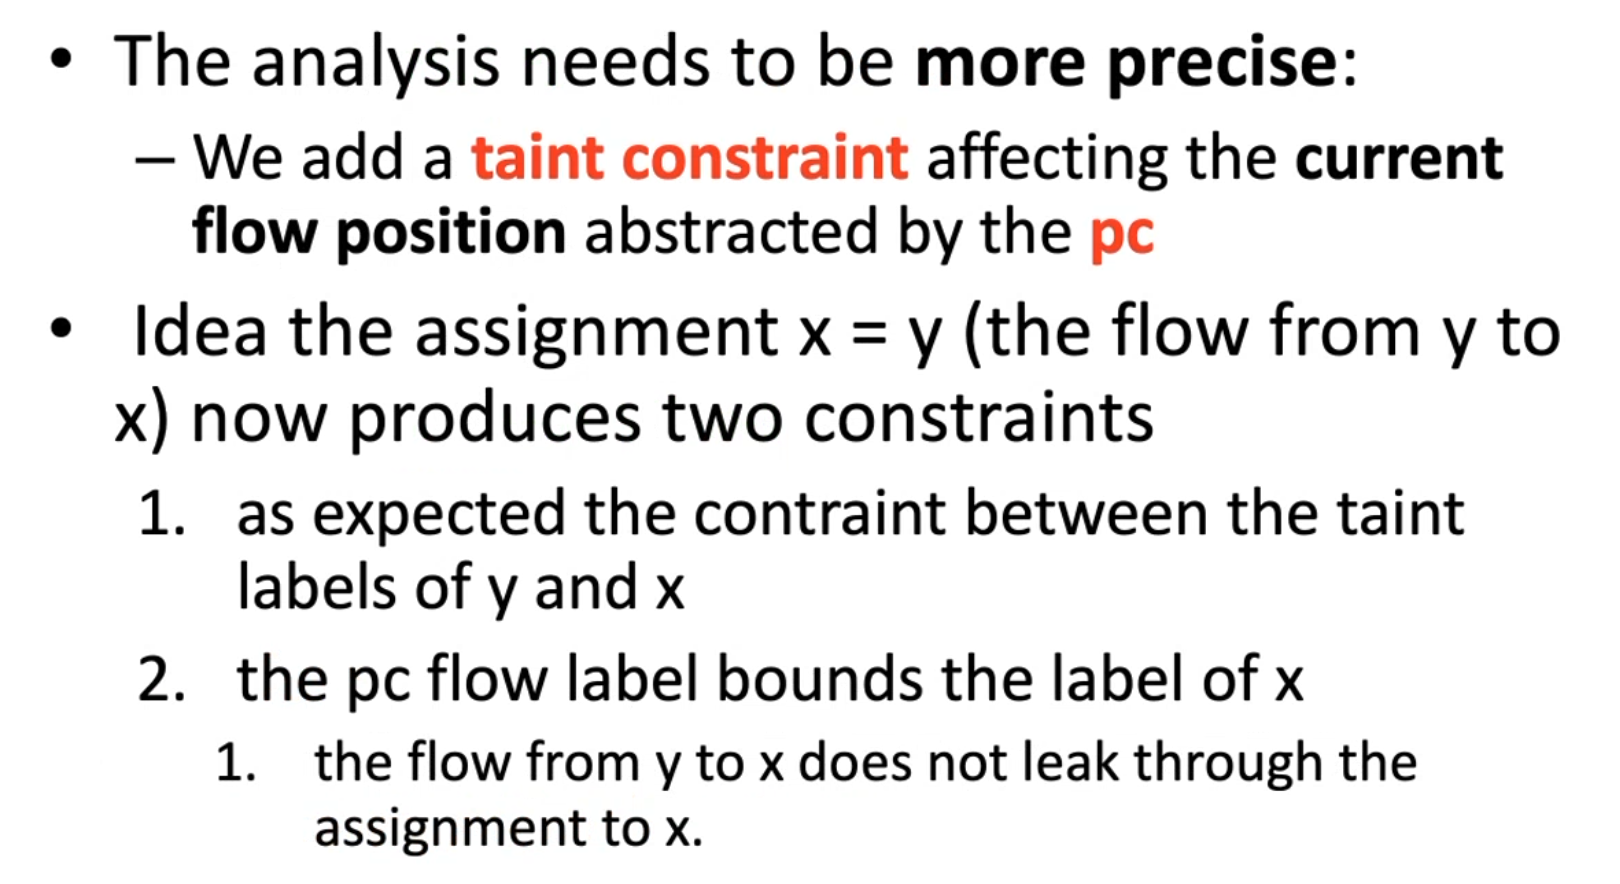 • The analysis needs to be more precise:
– We add a taint constraint affecting the current
flow position abstracted by the pc
• Idea the assignment x = y (the flow from y to
x) now produces two constraints
1. as expected the contraint between the taint
labels of y and x
2. the pc flow label bounds the label of x
1. the flow from y to x does not leak through the
assignment to x.